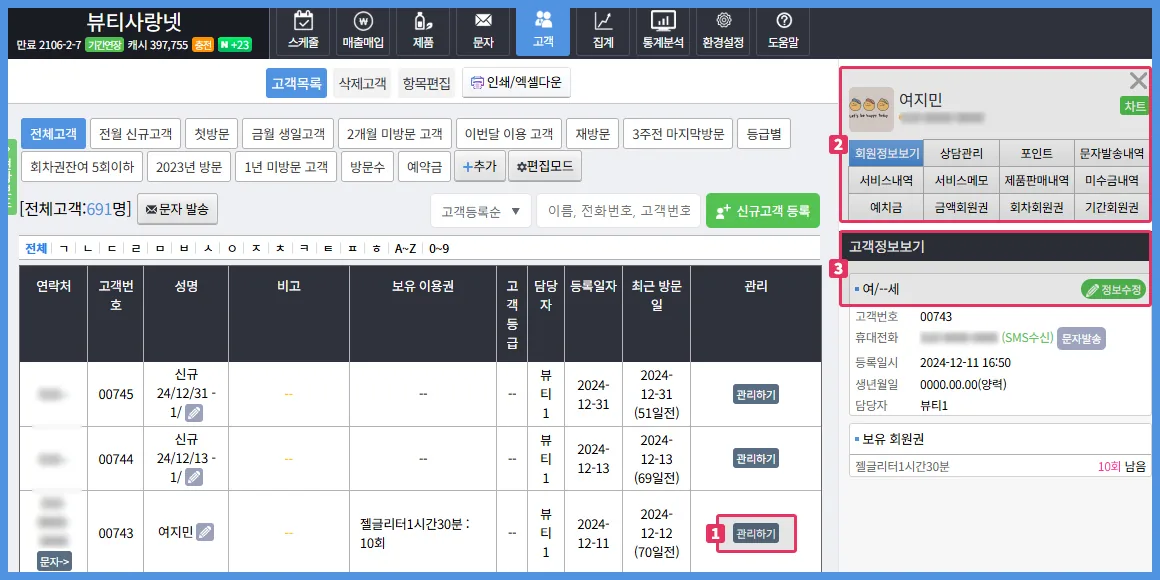 뷰티사랑넷
만료 2106-2-7 기간연장 캐시 397,755 충전 N +23
스케줄 매출매입 제품 문자 고객 집계 통계분석 환경설정 도움말
고객목록 삭제고객 항목편집 인쇄/엑셀다운
전체고객 전월 신규고객 첫방문 금월 생일고객 2개월 미방문 고객 이번달 이용 고객 재방문 3주전 마지막방문 등급별
회차권잔여 5회이하 2023년 방문 1년 미방문 고객 방문수 예약금 +추가 편집모드
[전체고객:691명] 문자 발송 고객등록순 ▼ 이름, 전화번호, 고객번호 신규고객 등록
전체 ㄱ ㄴ ㄷ ㄹ ㅁ ㅂ ㅅ ㅇ ㅈ ㅊ ㅋ ㅌ ㅍ ㅎ A~Z 0~9
연락처 고객번호 성명 비고 보유 이용권 고객등급 담당자 등록일자 최근 방문일 관리
00745 신규 24/12/31 - 1/ -- -- -- 뷰티1 2024-12-31 2024-12-31 (51일전) 관리하기
00744 신규 24/12/13 - 1/ -- -- -- 뷰티1 2024-12-13 2024-12-13 (69일전) 관리하기
문자-> 00743 여지민 -- 젤글리터1시간30분 : 10회 -- 뷰티1 2024-12-11 2024-12-12 (70일전) 1 관리하기
여지민
차트
2
회원정보보기 상담관리 포인트 문자발송내역
서비스내역 서비스메모 제품판매내역 미수금내역
예치금 금액회원권 회차회원권 기간회원권
고객정보보기
3
여/--세 정보수정
고객번호 00743
휴대전화 (SMS수신) 문자발송
등록일시 2024-12-11 16:50
생년월일 0000.00.00(양력)
담당자 뷰티1
보유 회원권
젤글리터1시간30분 10회 남음